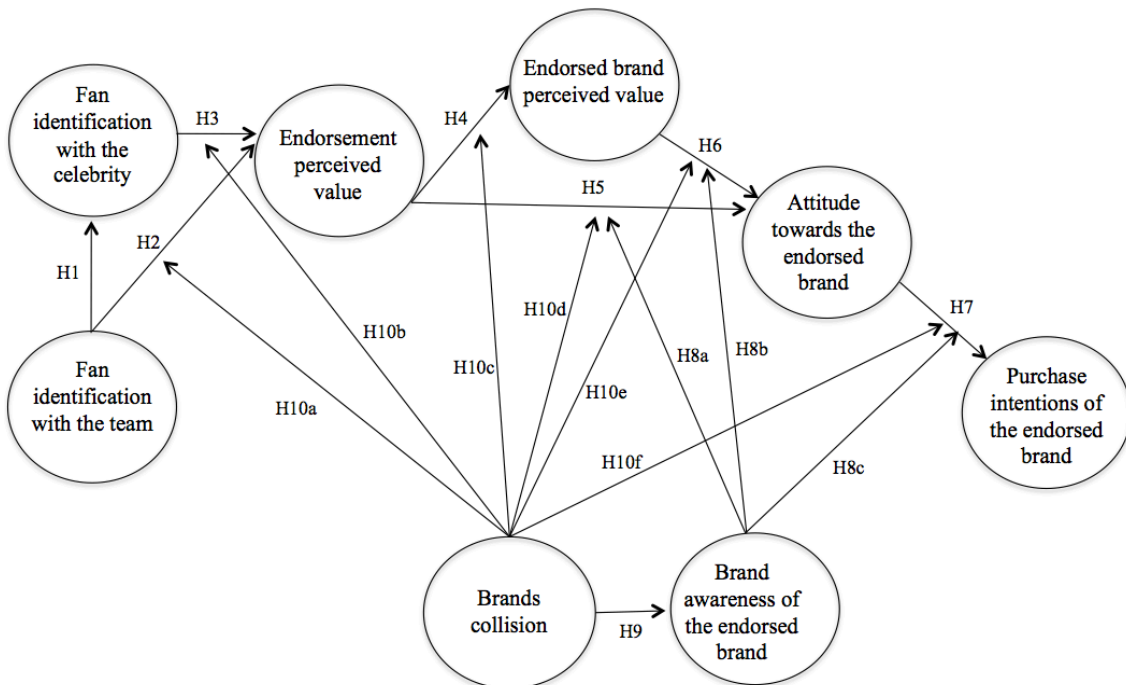 Fan
identification
with the
celebrity
H3
Endorsement
perceived
value
H4
Endorsed brand
perceived value
H6
H5
Attitude
towards the
endorsed
brand
H2
H1
H7
Fan
identification
with the team
H10a
H10b
H10c
H10d
H10e
H8a
H8b
H10f
H8c
Purchase
intentions of
the endorsed
brand
Brands
collision
H9
Brand
awareness of
the endorsed
brand